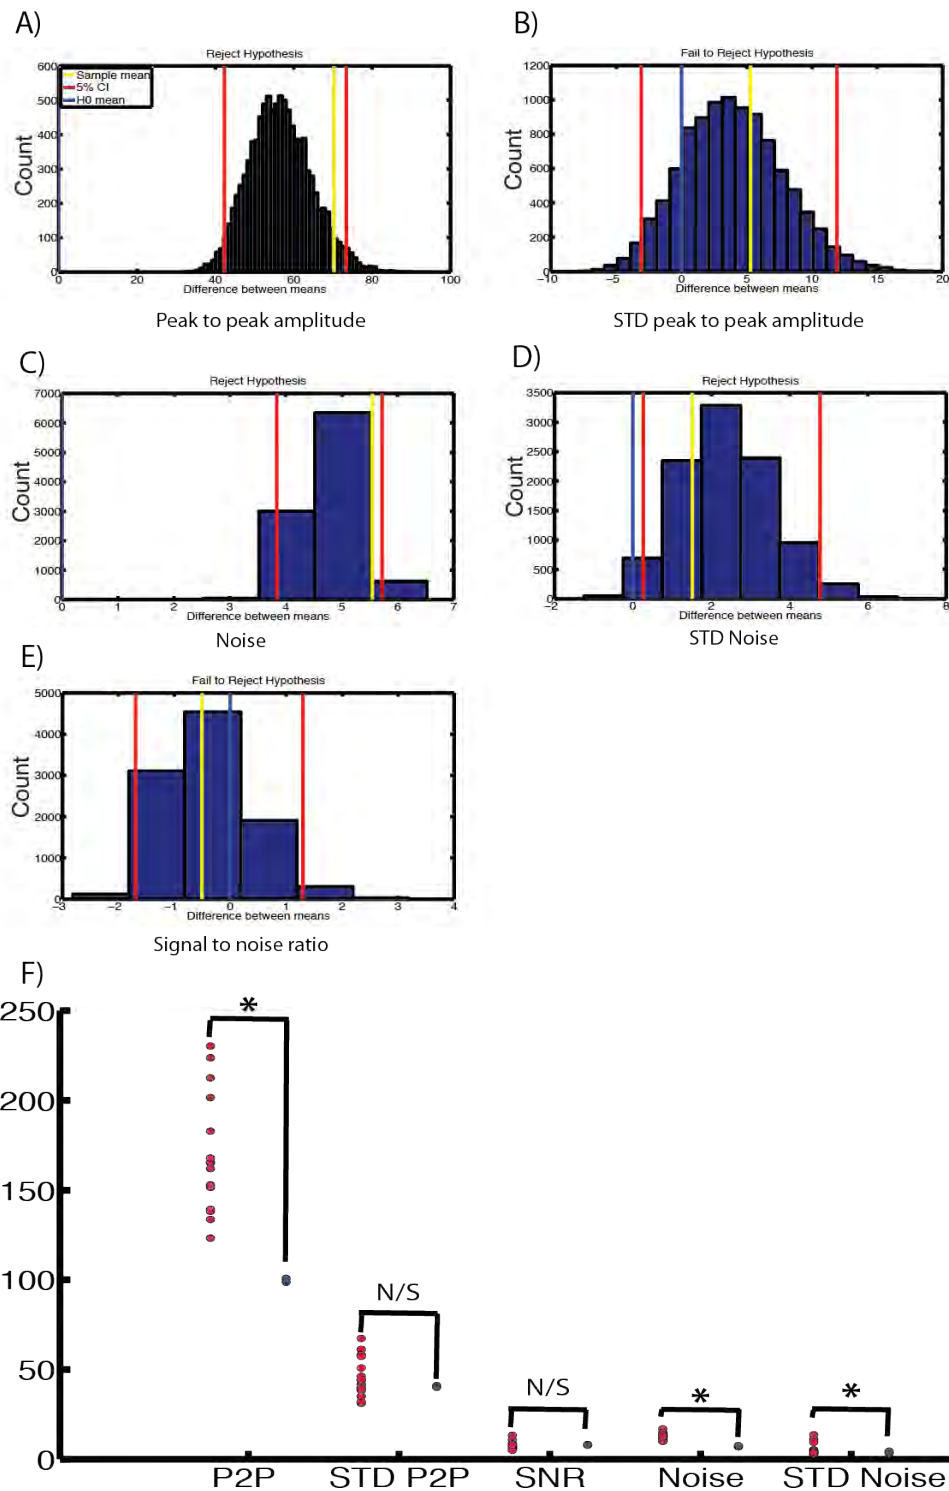 A)
Reject Hypothesis
600
500
400
300
200
100
0
Count
Sample mean
5% CI
H0 mean
0 20 40 60 80 100
Difference between means
Peak to peak amplitude
B)
Fail to Reject Hypothesis
1200
1000
800
600
400
200
0
Count
−10 −5 0 5 10 15 20
Difference between means
STD peak to peak amplitude
C)
Reject Hypothesis
7000
6000
5000
4000
3000
2000
1000
0
Count
0 1 2 3 4 5 6 7
Difference between means
Noise
D)
Reject Hypothesis
3500
3000
2500
2000
1500
1000
500
0
Count
−2 0 2 4 6 8
Difference between means
STD Noise
E)
Fail to Reject Hypothesis
5000
4000
3000
2000
1000
0
Count
−3 −2 −1 0 1 2 3 4
Difference between means
Signal to noise ratio
F)
250
200
150
100
50
0
*
N/S
N/S
*
*
P2P STD P2P SNR Noise STD Noise